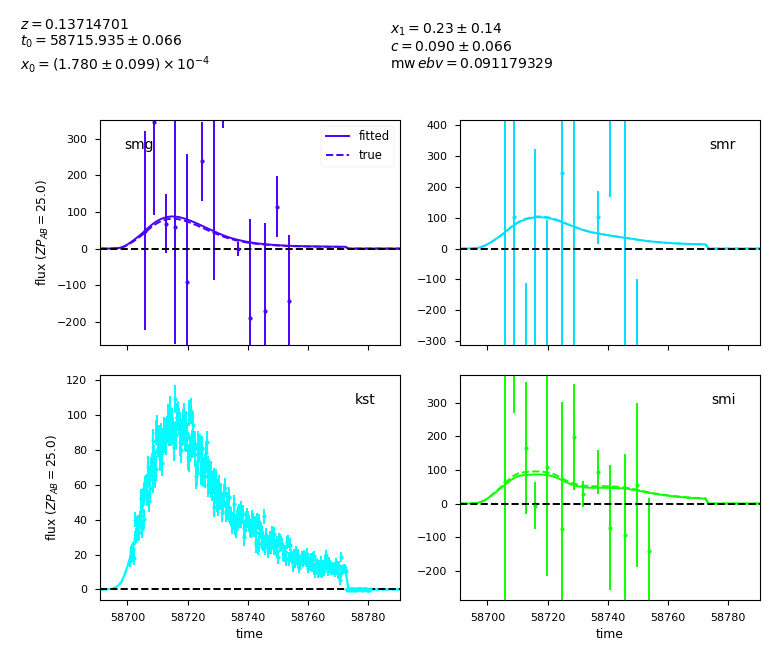 z = 0.13714701
t₀ = 58715.935 ± 0.066
x₀ = (1.780 ± 0.099) × 10⁻⁴
x₁ = 0.23 ± 0.14
c = 0.090 ± 0.066
mwebv = 0.091179329
smg
fitted
true
300
200
100
0
−100
−200
flux (ZP_AB = 25.0)
smr
400
300
200
100
0
−100
−200
−300
kst
120
100
80
60
40
20
0
flux (ZP_AB = 25.0)
58700 58720 58740 58760 58780
time
smi
300
200
100
0
−100
−200
58700 58720 58740 58760 58780
time